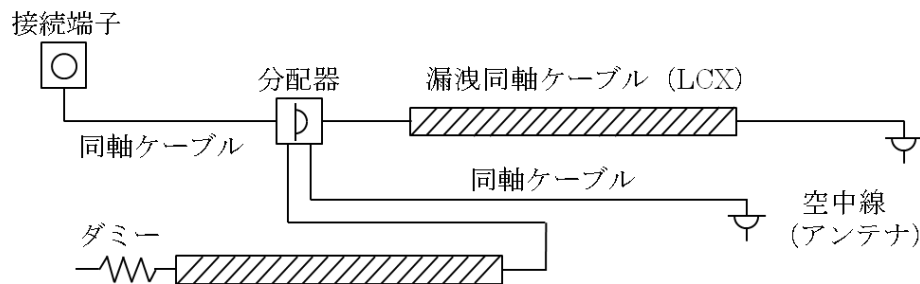 接続端子
分配器
漏洩同軸ケーブル (LCX)
同軸ケーブル
同軸ケーブル
空中線
(アンテナ)
ダミー